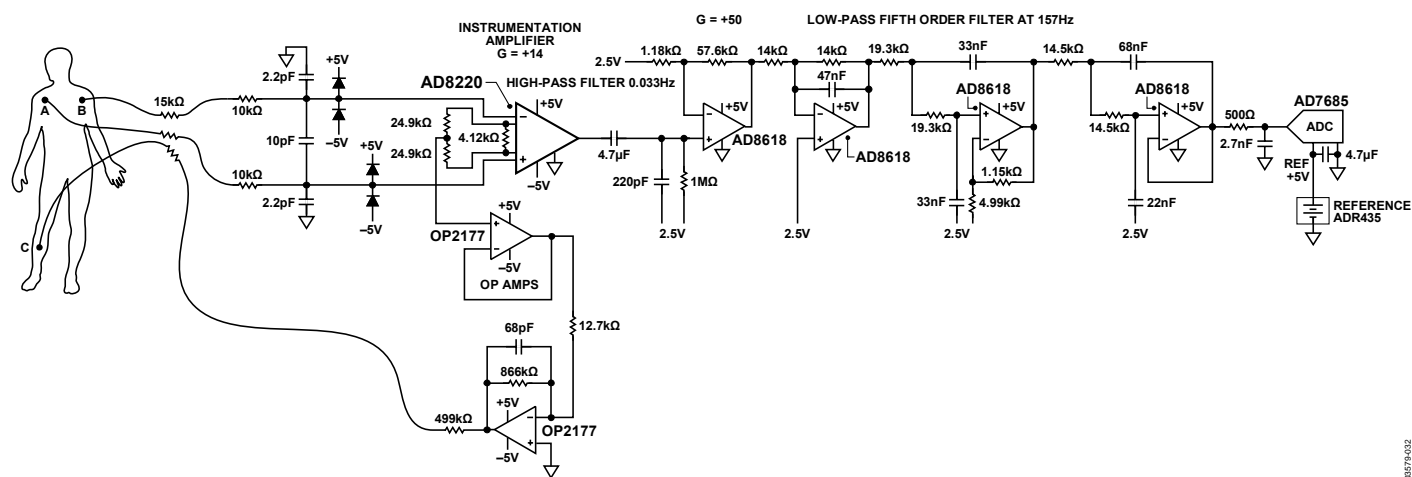 G = +50
LOW-PASS FIFTH ORDER FILTER AT 157Hz
INSTRUMENTATION
AMPLIFIER
G = +14
HIGH-PASS FILTER 0.033Hz
AD8220
2.2pF
+5V
–5V
A
B
C
15kΩ
10kΩ
10pF
+5V
–5V
10kΩ
2.2pF
24.9kΩ
4.12kΩ
24.9kΩ
+5V
–
+
–5V
4.7µF
220pF
1MΩ
2.5V
2.5V
1.18kΩ
57.6kΩ
–
+
+5V
AD8618
14kΩ
14kΩ
47nF
–
+
+5V
AD8618
2.5V
19.3kΩ
33nF
19.3kΩ
AD8618
+5V
+
–
1.15kΩ
4.99kΩ
33nF
2.5V
14.5kΩ
68nF
14.5kΩ
AD8618
+5V
+
–
22nF
2.5V
500Ω
2.7nF
AD7685
ADC
REF
+5V
4.7µF
REFERENCE
ADR435
OP2177
+5V
+
–
–5V
OP AMPS
12.7kΩ
68pF
866kΩ
499kΩ
+5V
–
+
–5V
OP2177
03579-032